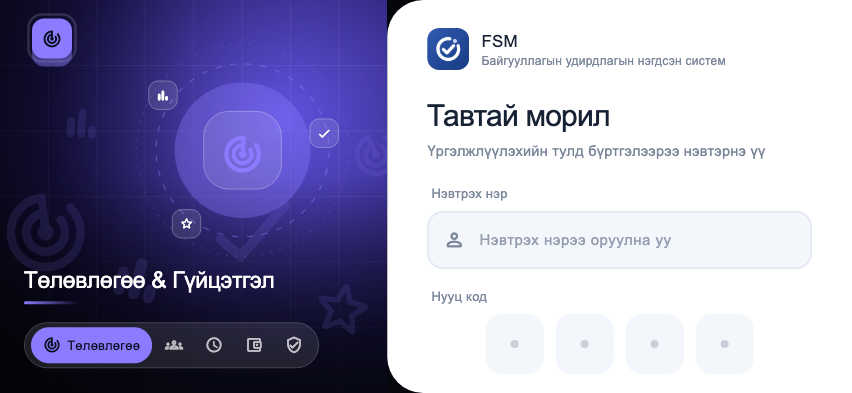 Төлөвлөгөө & Гүйцэтгэл
Төлөвлөгөө
FSM
Байгууллагын удирдлагын нэгдсэн систем
Тавтай морил
Үргэлжлүүлэхийн тулд бүртгэлээрээ нэвтэрнэ үү
Нэвтрэх нэр
Нэвтрэх нэрээ оруулна уу
Нууц код